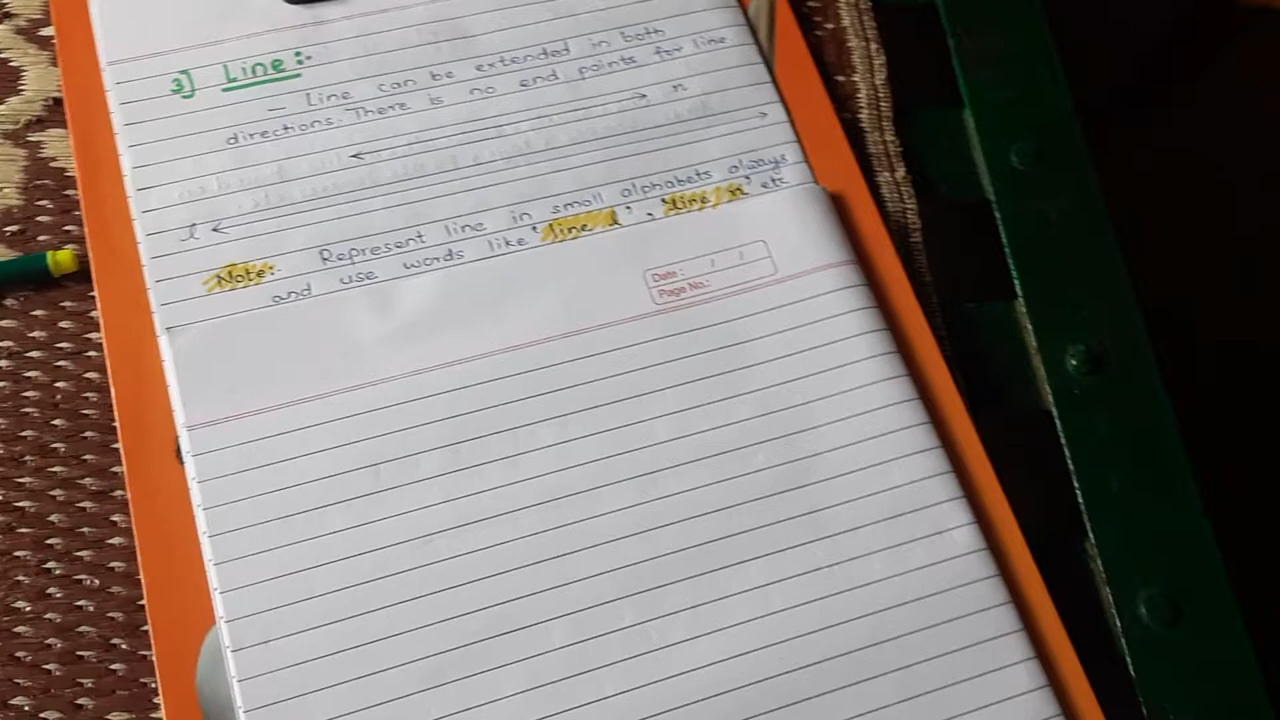 3] Line:-
- Line can be extended in both
directions. There is no end points for line
n
l
Note:- Represent line in small alphabets always
and use words like 'line l', 'line n' etc
Date: / /
Page No.: